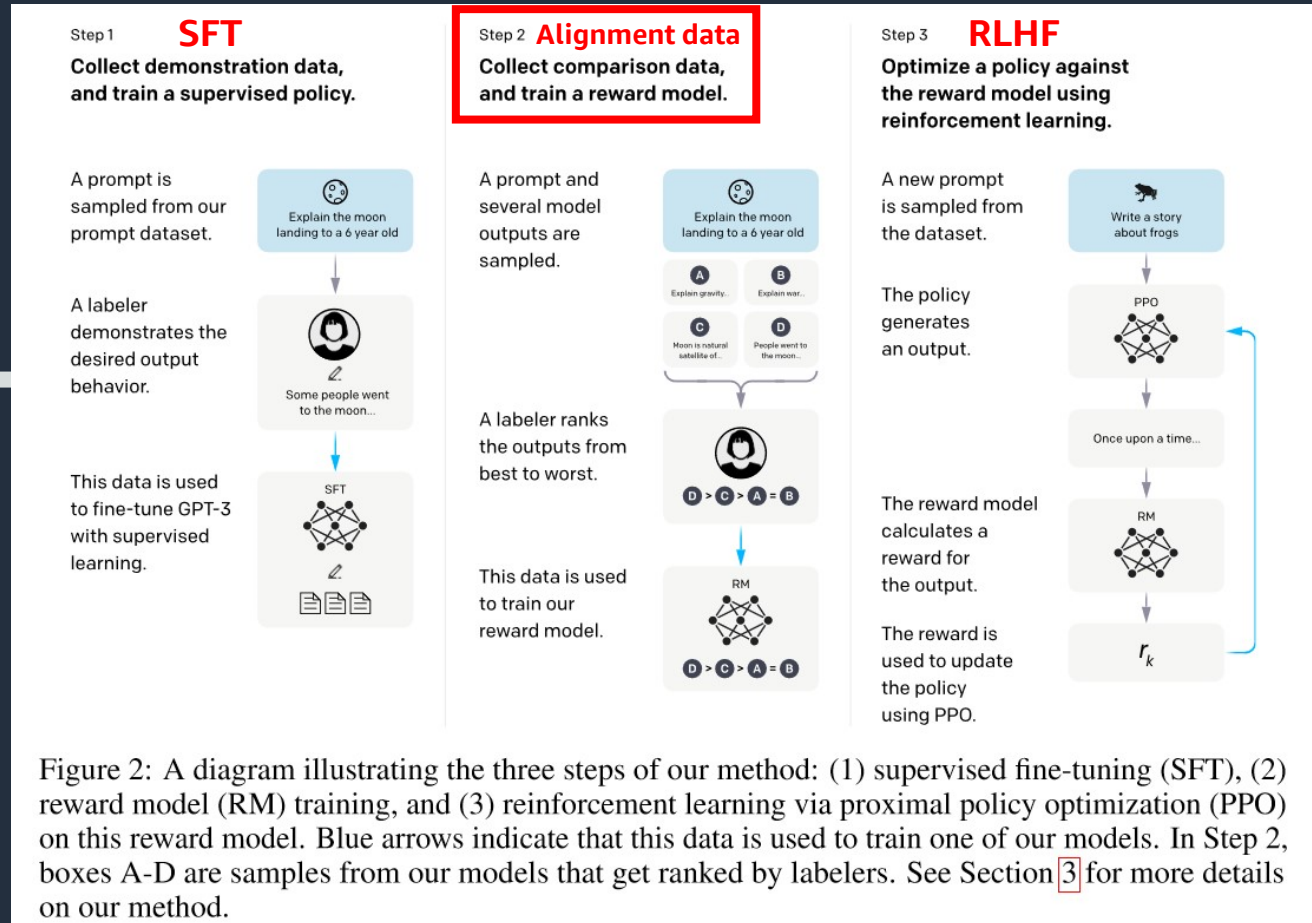 Step 1 SFT
Collect demonstration data,
and train a supervised policy.
A prompt is
sampled from our
prompt dataset.
Explain the moon
landing to a 6 year old
A labeler
demonstrates the
desired output
behavior.
Some people went
to the moon...
This data is used
to fine-tune GPT-3
with supervised
learning.
SFT
Step 2 Alignment data
Collect comparison data,
and train a reward model.
A prompt and
several model
outputs are
sampled.
Explain the moon
landing to a 6 year old
A
Explain gravity...
B
Explain war...
C
Moon is natural
satellite of...
D
People went to
the moon...
A labeler ranks
the outputs from
best to worst.
D > C > A = B
This data is used
to train our
reward model.
RM
D > C > A = B
Step 3 RLHF
Optimize a policy against
the reward model using
reinforcement learning.
A new prompt
is sampled from
the dataset.
Write a story
about frogs
The policy
generates
an output.
PPO
Once upon a time...
The reward model
calculates a
reward for
the output.
RM
The reward is
used to update
the policy
using PPO.
rk
Figure 2: A diagram illustrating the three steps of our method: (1) supervised fine-tuning (SFT), (2)
reward model (RM) training, and (3) reinforcement learning via proximal policy optimization (PPO)
on this reward model. Blue arrows indicate that this data is used to train one of our models. In Step 2,
boxes A-D are samples from our models that get ranked by labelers. See Section 3 for more details
on our method.